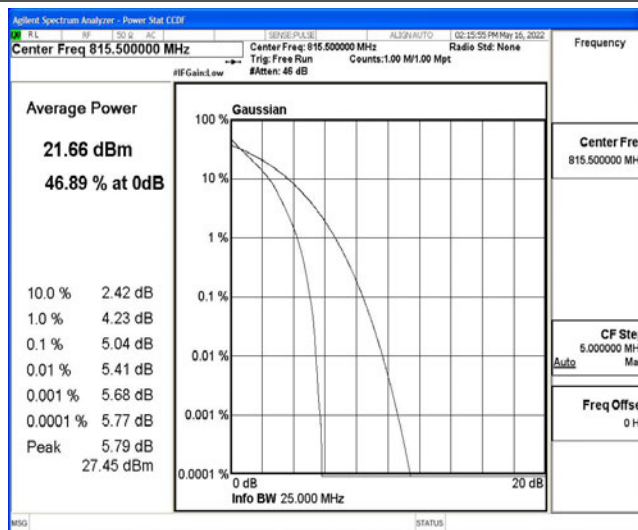 Agilent Spectrum Analyzer - Power Stat CCDF
RL RF 50 Ω AC SENSE:PULSE ALIGNAUTO 02:15:55 PM May 16, 2022
Center Freq 815.500000 MHz
Center Freq: 815.500000 MHz Radio Std: None
Trig: Free Run Counts:1.00 M/1.00 Mpt
#IFGain:Low #Atten: 46 dB
Frequency
Average Power
21.66 dBm
46.89 % at 0dB
10.0 % 2.42 dB
1.0 % 4.23 dB
0.1 % 5.04 dB
0.01 % 5.41 dB
0.001 % 5.68 dB
0.0001 % 5.77 dB
Peak 5.79 dB
27.45 dBm
Gaussian
100 %
10 %
1 %
0.1 %
0.01 %
0.001 %
0.0001 %
0 dB 20 dB
Info BW 25.000 MHz
Center Fre
815.500000 MH
CF Ste
5.000000 MH
Auto Ma
Freq Offse
0 H
MSG STATUS